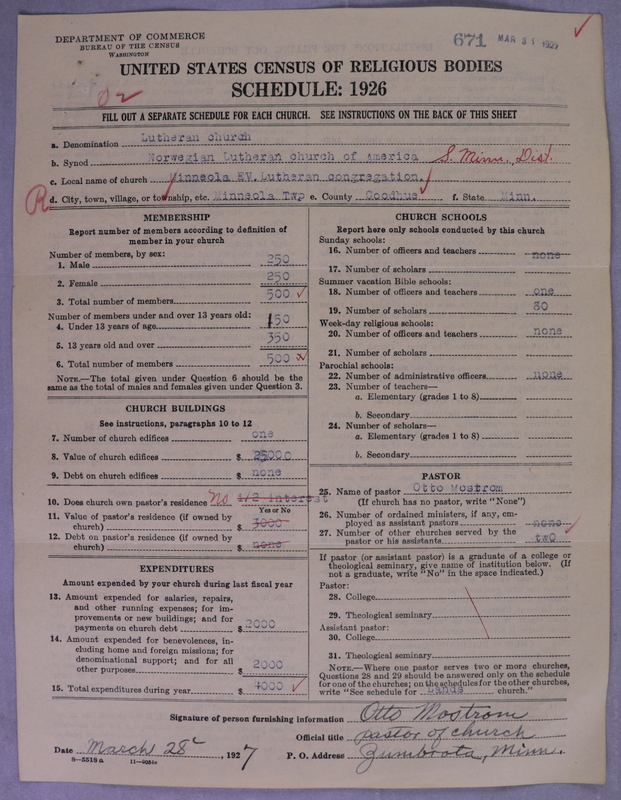 DEPARTMENT OF COMMERCE
BUREAU OF THE CENSUS
WASHINGTON
671 MAR 31 1927
UNITED STATES CENSUS OF RELIGIOUS BODIES
SCHEDULE: 1926
FILL OUT A SEPARATE SCHEDULE FOR EACH CHURCH. SEE INSTRUCTIONS ON THE BACK OF THIS SHEET
a. Denomination Lutheran church
b. Synod Norwegian Lutheran church of America S. Minn. Dist.
c. Local name of church Minneola EV. Lutheran congregation.
R d. City, town, village, or township, etc. Minneola Twp e. County Goodhue f. State Minn.
MEMBERSHIP
Report number of members according to definition of
member in your church
Number of members, by sex:
1. Male 250
2. Female 250
3. Total number of members 500
Number of members under and over 13 years old:
4. Under 13 years of age 150
5. 13 years old and over 350
6. Total number of members 500
NOTE.—The total given under Question 6 should be the
same as the total of males and females given under Question 3.
CHURCH BUILDINGS
See instructions, paragraphs 10 to 12
7. Number of church edifices one
8. Value of church edifices $ 25000
9. Debt on church edifices $ none
10. Does church own pastor's residence No 1/2 interest
Yes or No
11. Value of pastor's residence (if owned by
church) $ 3000
12. Debt on pastor's residence (if owned by
church) $ none
EXPENDITURES
Amount expended by your church during last fiscal year
13. Amount expended for salaries, repairs,
and other running expenses; for im-
provements or new buildings; and for
payments on church debt $ 2000
14. Amount expended for benevolences, in-
cluding home and foreign missions; for
denominational support; and for all
other purposes $ 2000
15. Total expenditures during year $ 4000
CHURCH SCHOOLS
Report here only schools conducted by this church
Sunday schools:
16. Number of officers and teachers none
17. Number of scholars
Summer vacation Bible schools:
18. Number of officers and teachers one
19. Number of scholars 30
Week-day religious schools:
20. Number of officers and teachers none
21. Number of scholars
Parochial schools:
22. Number of administrative officers none
23. Number of teachers—
a. Elementary (grades 1 to 8)
b. Secondary
24. Number of scholars—
a. Elementary (grades 1 to 8)
b. Secondary
PASTOR
25. Name of pastor Otto Mostrom
(If church has no pastor, write "None")
26. Number of ordained ministers, if any, em-
ployed as assistant pastors none
27. Number of other churches served by the
pastor or his assistants two
If pastor (or assistant pastor) is a graduate of a college or
theological seminary, give name of institution below. (If
not a graduate, write "No" in the space indicated.)
Pastor:
28. College
29. Theological seminary
Assistant pastor:
30. College
31. Theological seminary
NOTE.—Where one pastor serves two or more churches,
Questions 28 and 29 should be answered only on the schedule
for one of the churches; on the schedules for the other churches,
write "See schedule for Lands church."
Signature of person furnishing information Otto Mostrom
Official title pastor of church
Date March 28, 1927 P. O. Address Zumbrota, Minn.
8—5518 a